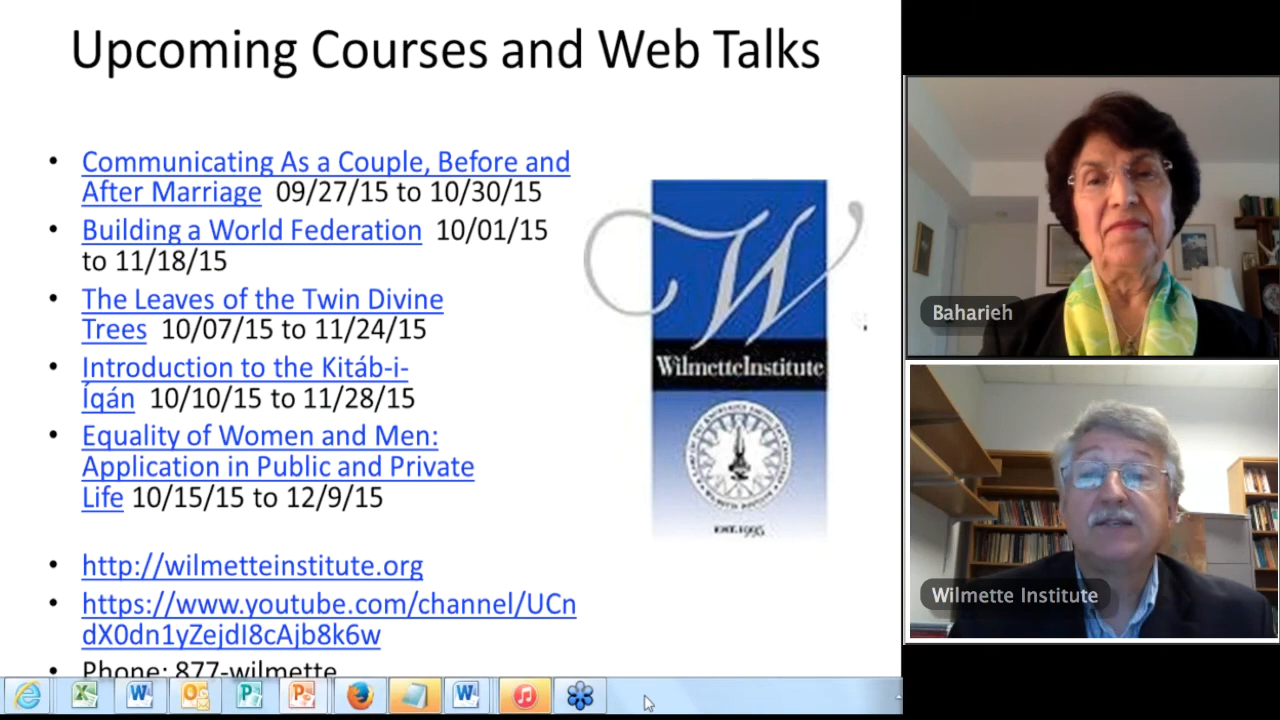 Upcoming Courses and Web Talks
• Communicating As a Couple, Before and
After Marriage 09/27/15 to 10/30/15
• Building a World Federation 10/01/15
to 11/18/15
• The Leaves of the Twin Divine
Trees 10/07/15 to 11/24/15
• Introduction to the Kitáb-i-
Íqán 10/10/15 to 11/28/15
• Equality of Women and Men:
Application in Public and Private
Life 10/15/15 to 12/9/15
• http://wilmetteinstitute.org
• https://www.youtube.com/channel/UCn
dX0dn1yZejdI8cAjb8k6w
• Phone: 877-wilmette
W
WilmetteInstitute
EST. 1995
Baharieh
Wilmette Institute